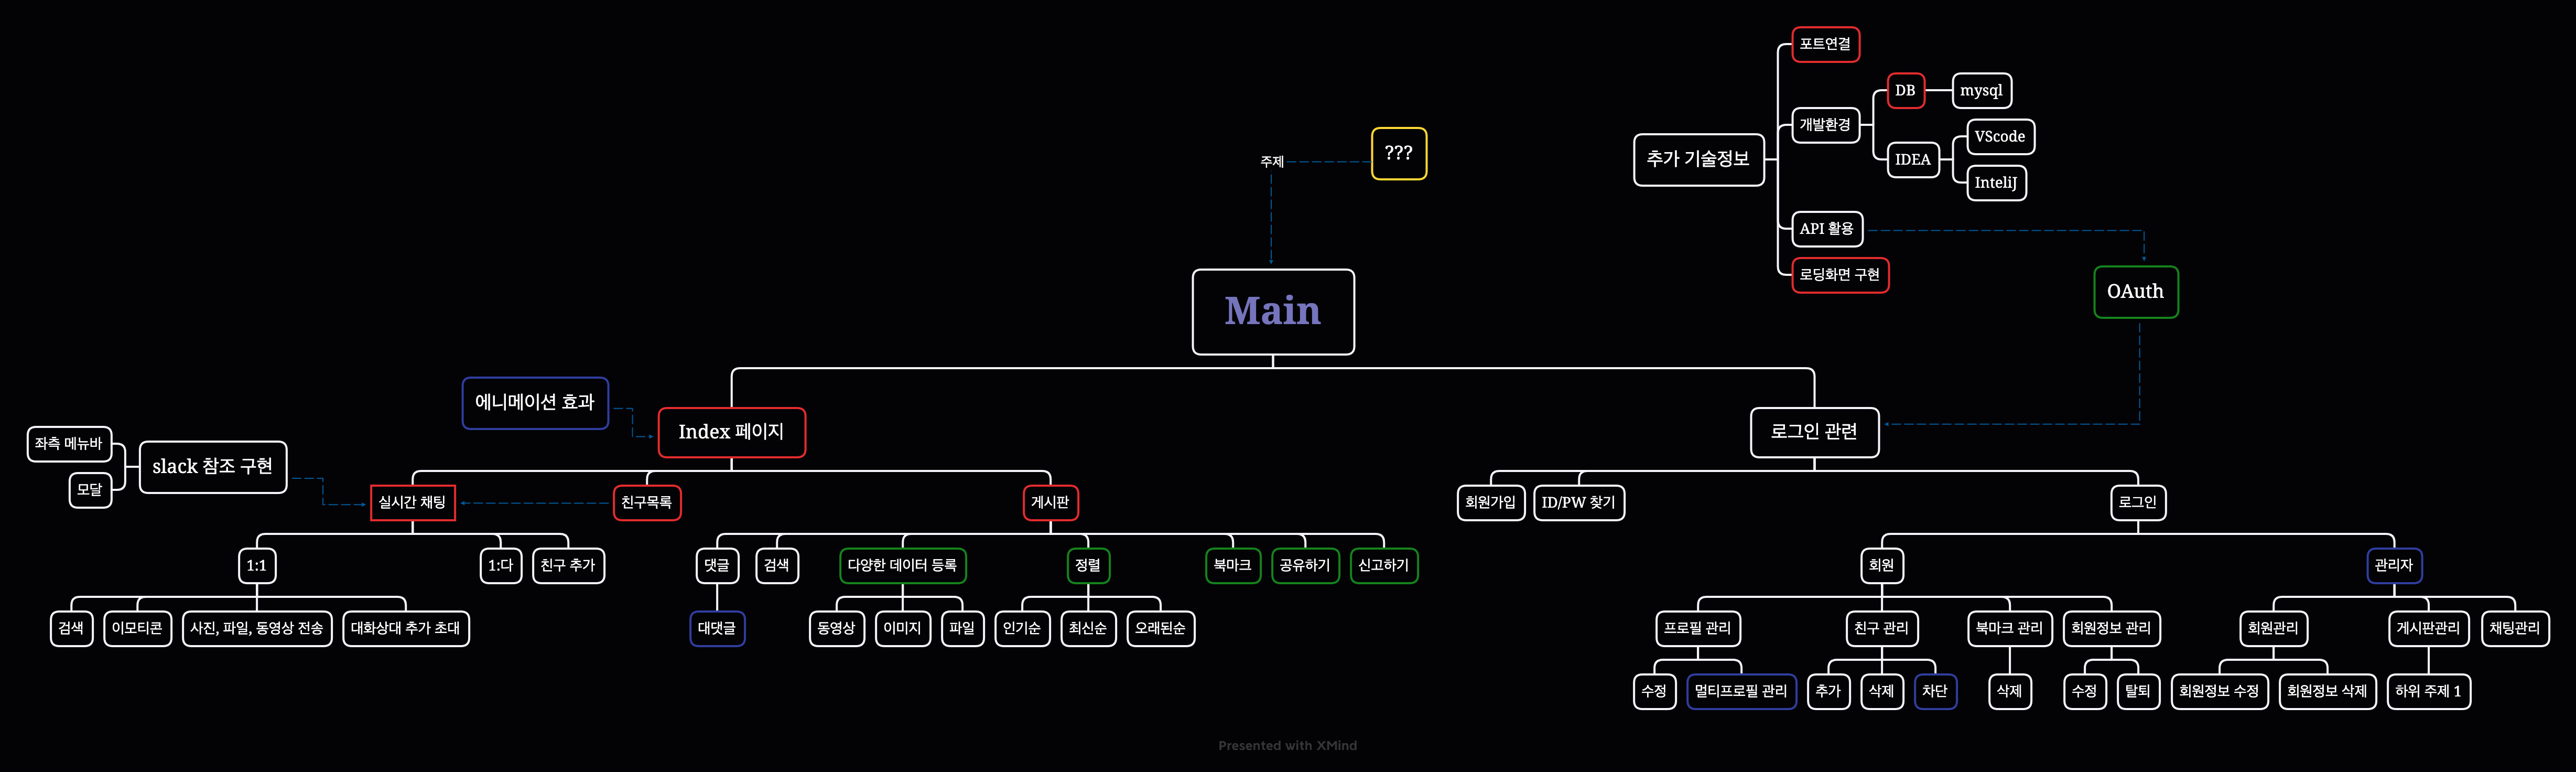 포트연결
DB
mysql
개발환경
VScode
IDEA
InteliJ
추가 기술정보
API 활용
로딩화면 구현
OAuth
???
주제
Main
에니메이션 효과
Index 페이지
로그인 관련
좌측 메뉴바
slack 참조 구현
모달
실시간 채팅
친구목록
게시판
회원가입
ID/PW 찾기
로그인
1:1
1:다
친구 추가
댓글
검색
다양한 데이터 등록
정렬
북마크
공유하기
신고하기
회원
관리자
검색
이모티콘
사진, 파일, 동영상 전송
대화상대 추가 초대
대댓글
동영상
이미지
파일
인기순
최신순
오래된순
프로필 관리
친구 관리
북마크 관리
회원정보 관리
회원관리
게시판관리
채팅관리
수정
멀티프로필 관리
추가
삭제
차단
삭제
수정
탈퇴
회원정보 수정
회원정보 삭제
하위 주제 1
Presented with XMind